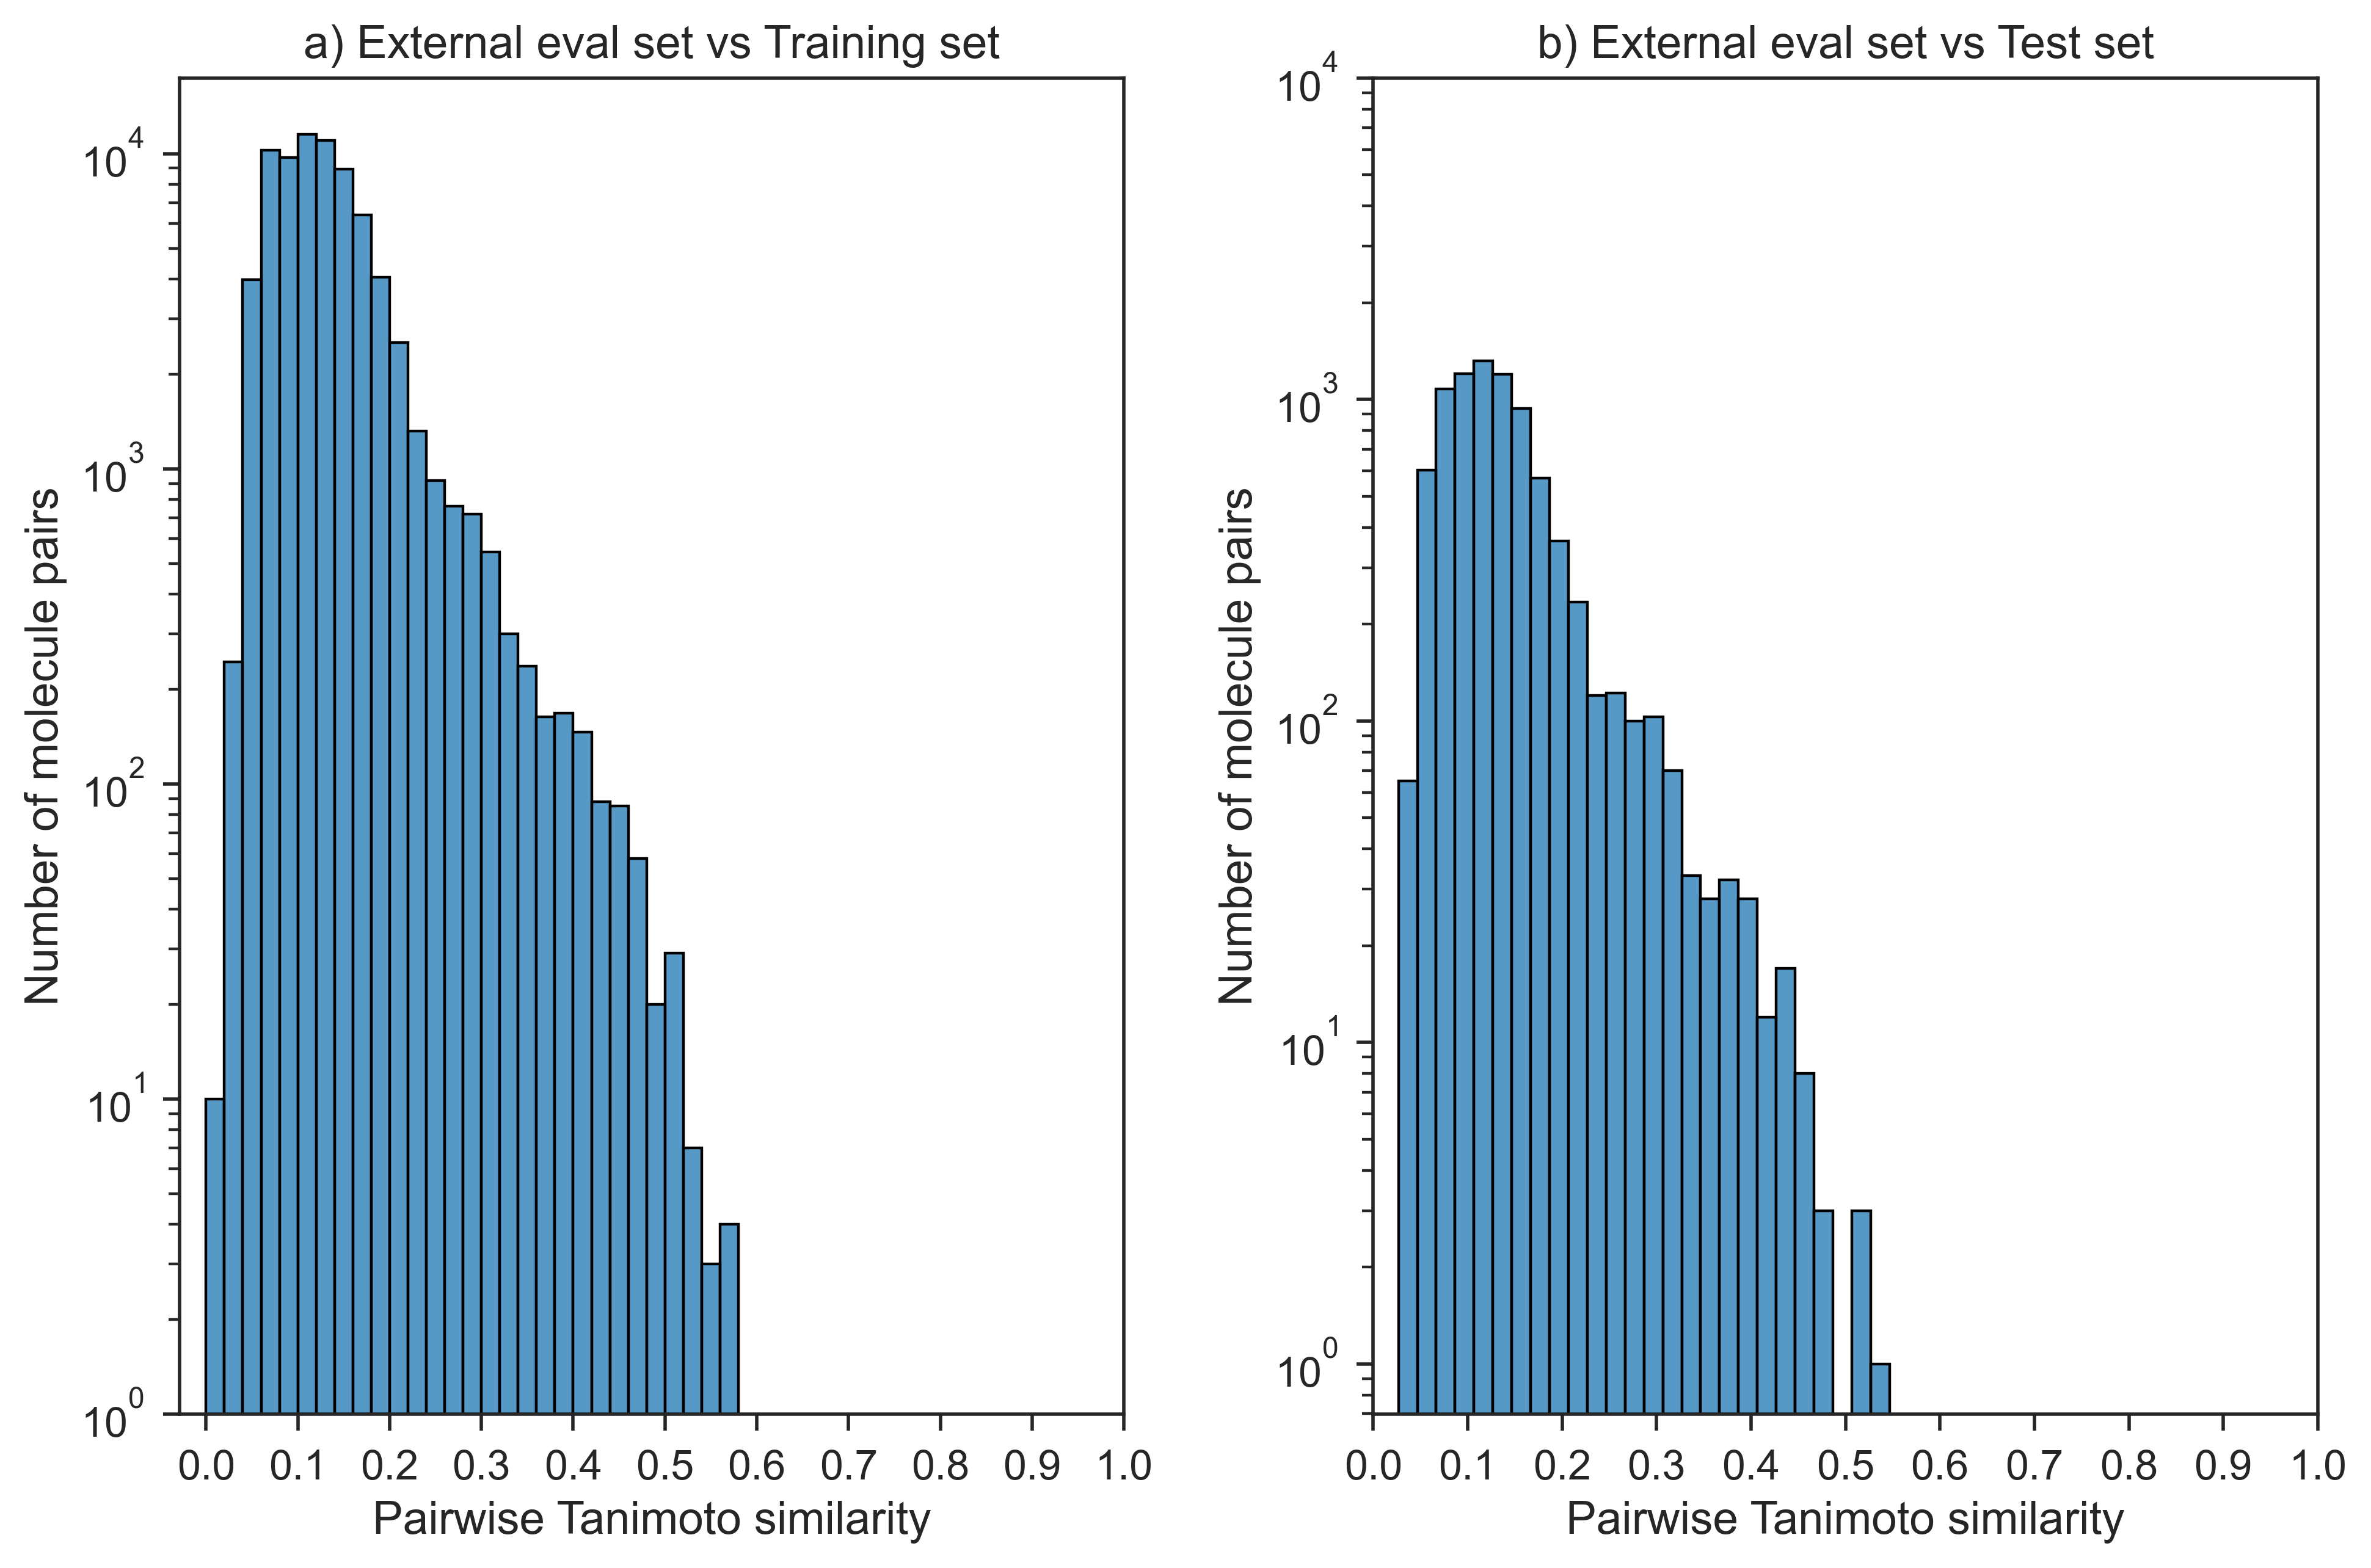 a) External eval set vs Training set
10^4
10^3
10^2
10^1
10^0
Number of molecule pairs
0.0 0.1 0.2 0.3 0.4 0.5 0.6 0.7 0.8 0.9 1.0
Pairwise Tanimoto similarity
b) External eval set vs Test set
10^4
10^3
10^2
10^1
10^0
Number of molecule pairs
0.0 0.1 0.2 0.3 0.4 0.5 0.6 0.7 0.8 0.9 1.0
Pairwise Tanimoto similarity